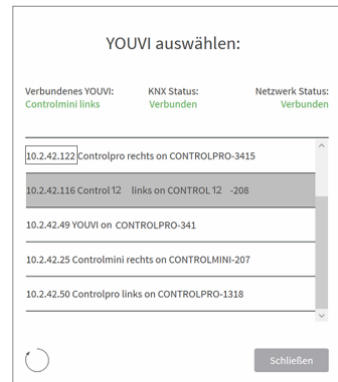 YOUVI auswählen:
Verbundenes YOUVI: KNX Status: Netzwerk Status:
Controlmini links Verbunden Verbunden
10.2.42.122 Controlpro rechts on CONTROLPRO-3415
10.2.42.116 Control 12 links on CONTROL 12 -208
10.2.42.49 YOUVI on CONTROLPRO-341
10.2.42.25 Controlmini rechts on CONTROLMINI-207
10.2.42.50 Controlpro links on CONTROLPRO-1318
Schließen